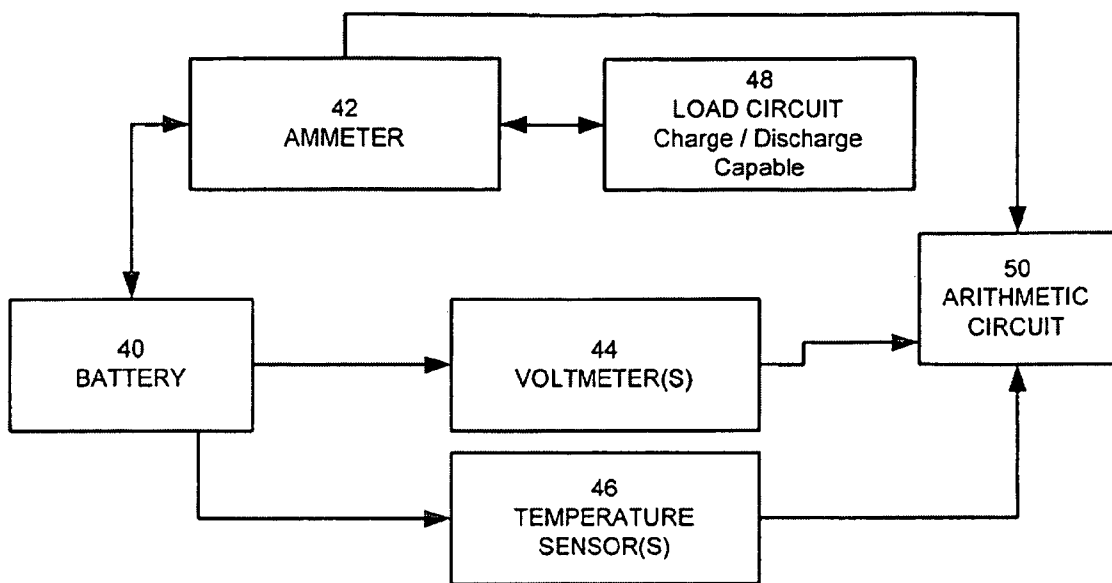 42
AMMETER
48
LOAD CIRCUIT
Charge / Discharge
Capable
50
ARITHMETIC
CIRCUIT
40
BATTERY
44
VOLTMETER(S)
46
TEMPERATURE
SENSOR(S)